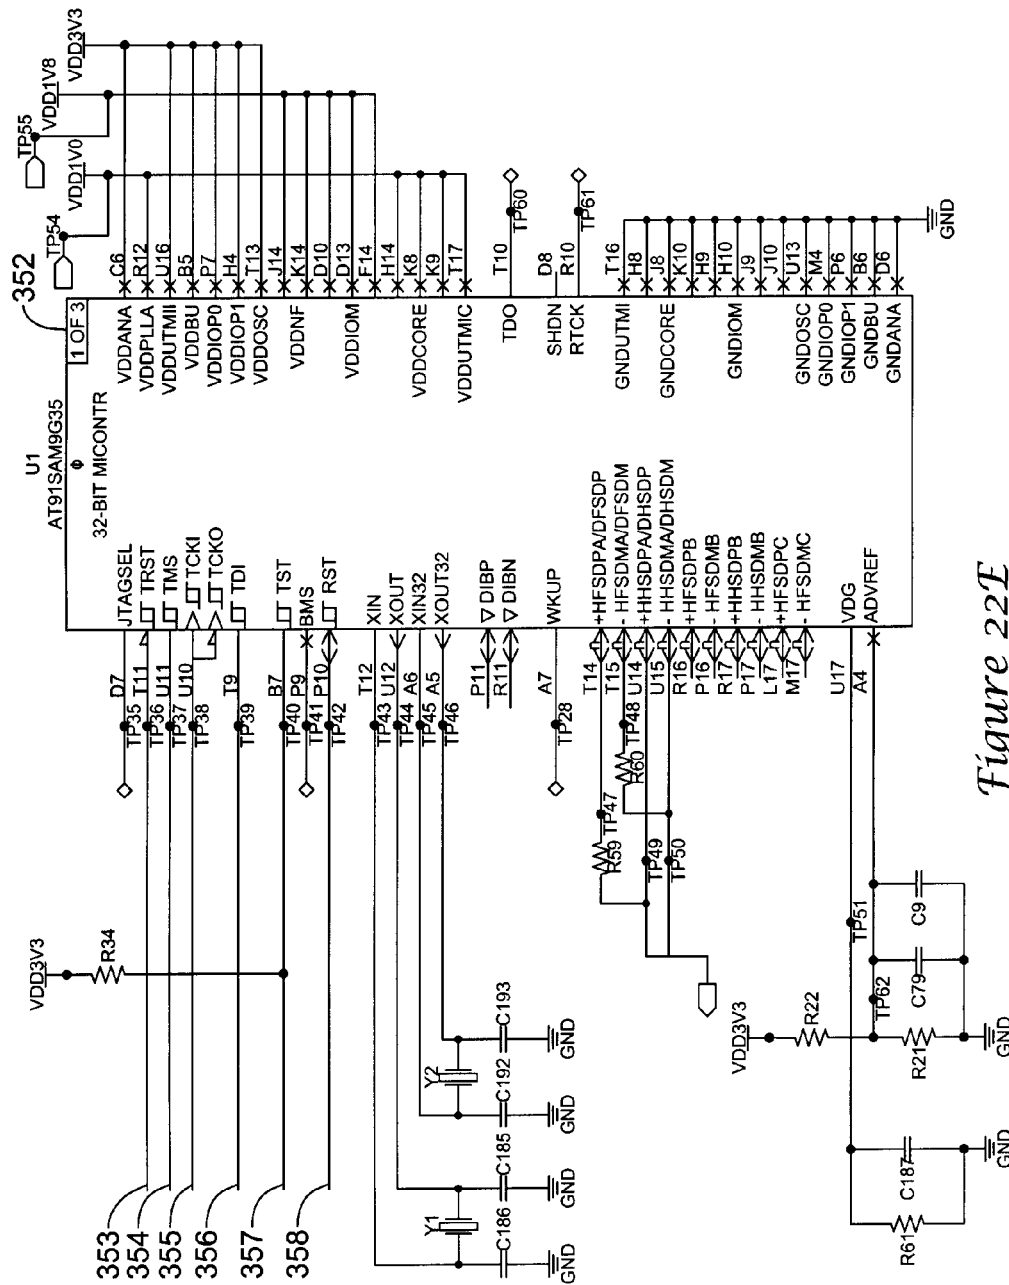 352
U1
AT91SAM9G35
ϕ
32-BIT MICONTR
1 OF 3
TP54
TP55
VDD1V0
VDD1V8
VDD3V3
JTAGSEL
TRST
TMS
TCKI
TCKO
TDI
TST
BMS
RST
XIN
XOUT
XIN32
XOUT32
DIBP
DIBN
WKUP
+HFSDPA/DFSDP
- HFSDMA/DFSDM
+HHSDPA/DHSDP
- HHSDMA/DHSDM
+HFSDPB
- HFSDMB
+HHSDPB
- HHSDMB
+HFSDPC
- HFSDMC
VDG
ADVREF
VDDANA
VDDPLLA
VDDUTMII
VDDBU
VDDIOP0
VDDIOP1
VDDOSC
VDDNF
VDDIOM
VDDCORE
VDDUTMIC
TDO
SHDN
RTCK
GNDUTMI
GNDCORE
GNDIOM
GNDOSC
GNDIOP0
GNDIOP1
GNDBU
GNDANA
C6
R12
U16
B5
P7
H4
T13
J14
K14
D10
D13
F14
H14
K8
K9
T17
T10
TP60
D8
R10
TP61
T16
H8
J8
K10
H9
H10
J9
J10
U13
M4
P6
B6
D6
GND
D7
TP35
T11
TP36
U11
TP37
U10
TP38
T9
TP39
B7
TP40
P9
TP41
P10
TP42
T12
TP43
U12
TP44
A6
TP45
A5
TP46
P11
R11
A7
TP28
T14
T15
U14
U15
R16
P16
R17
P17
L17
M17
U17
A4
TP48
R60
TP47
R59
TP49
TP50
TP51
TP62
VDD3V3
R34
353
354
355
356
357
358
Y1
C186
C185
GND
GND
Y2
C192
C193
GND
GND
VDD3V3
R22
R21
C79
C9
GND
R61
C187
GND
Figure 22E